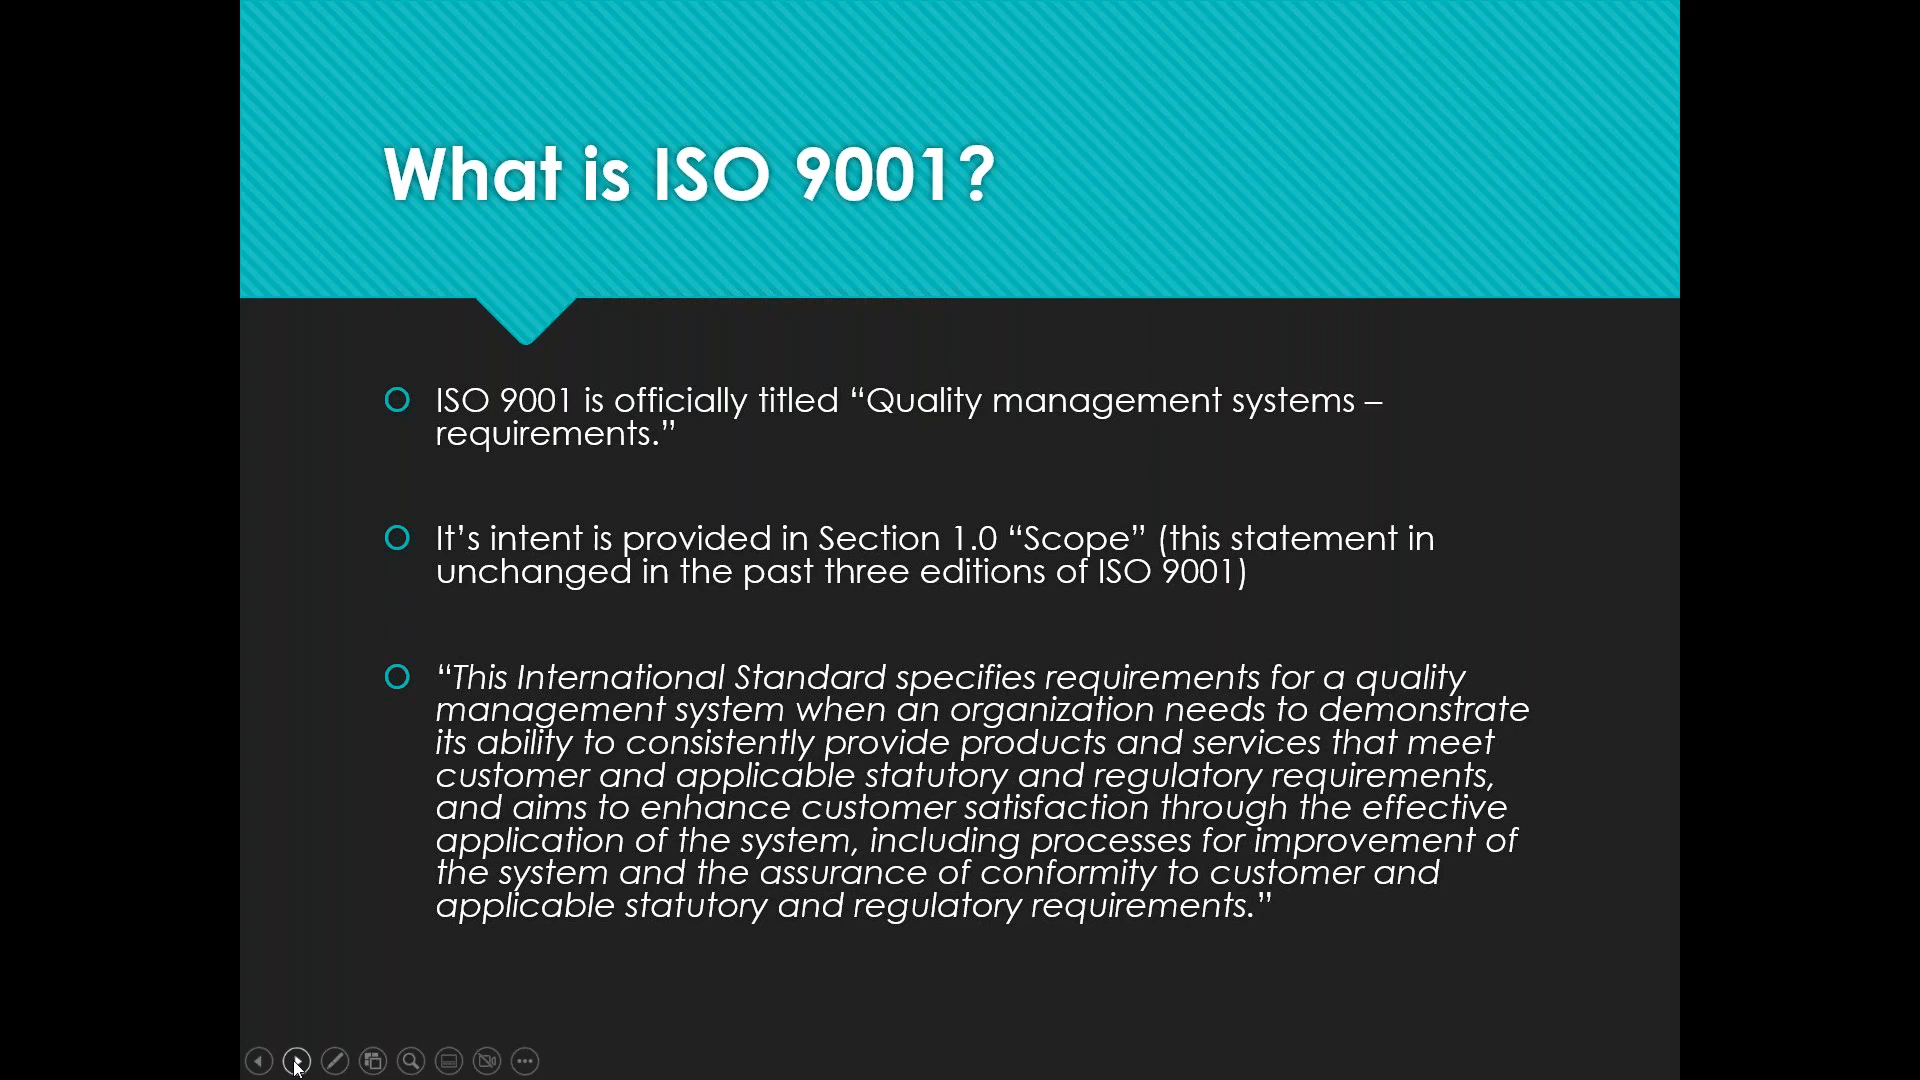 What is ISO 9001?
ISO 9001 is officially titled “Quality management systems –
requirements.”
It’s intent is provided in Section 1.0 “Scope” (this statement in
unchanged in the past three editions of ISO 9001)
“This International Standard specifies requirements for a quality
management system when an organization needs to demonstrate
its ability to consistently provide products and services that meet
customer and applicable statutory and regulatory requirements,
and aims to enhance customer satisfaction through the effective
application of the system, including processes for improvement of
the system and the assurance of conformity to customer and
applicable statutory and regulatory requirements.”